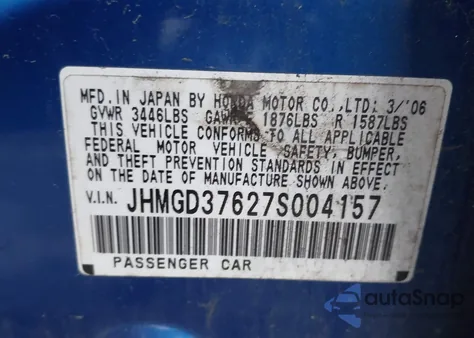 MFD. IN JAPAN BY HONDA MOTOR CO.,LTD: 3/'06
GVWR 3446LBS GAWR F 1876LBS R 1587LBS
THIS VEHICLE CONFORMS TO ALL APPLICABLE
FEDERAL MOTOR VEHICLE SAFETY, BUMPER,
AND THEFT PREVENTION STANDARDS IN EFFECT
ON THE DATE OF MANUFACTURE SHOWN ABOVE.
V.I.N. JHMGD37627S004157
PASSENGER CAR
autoSnap